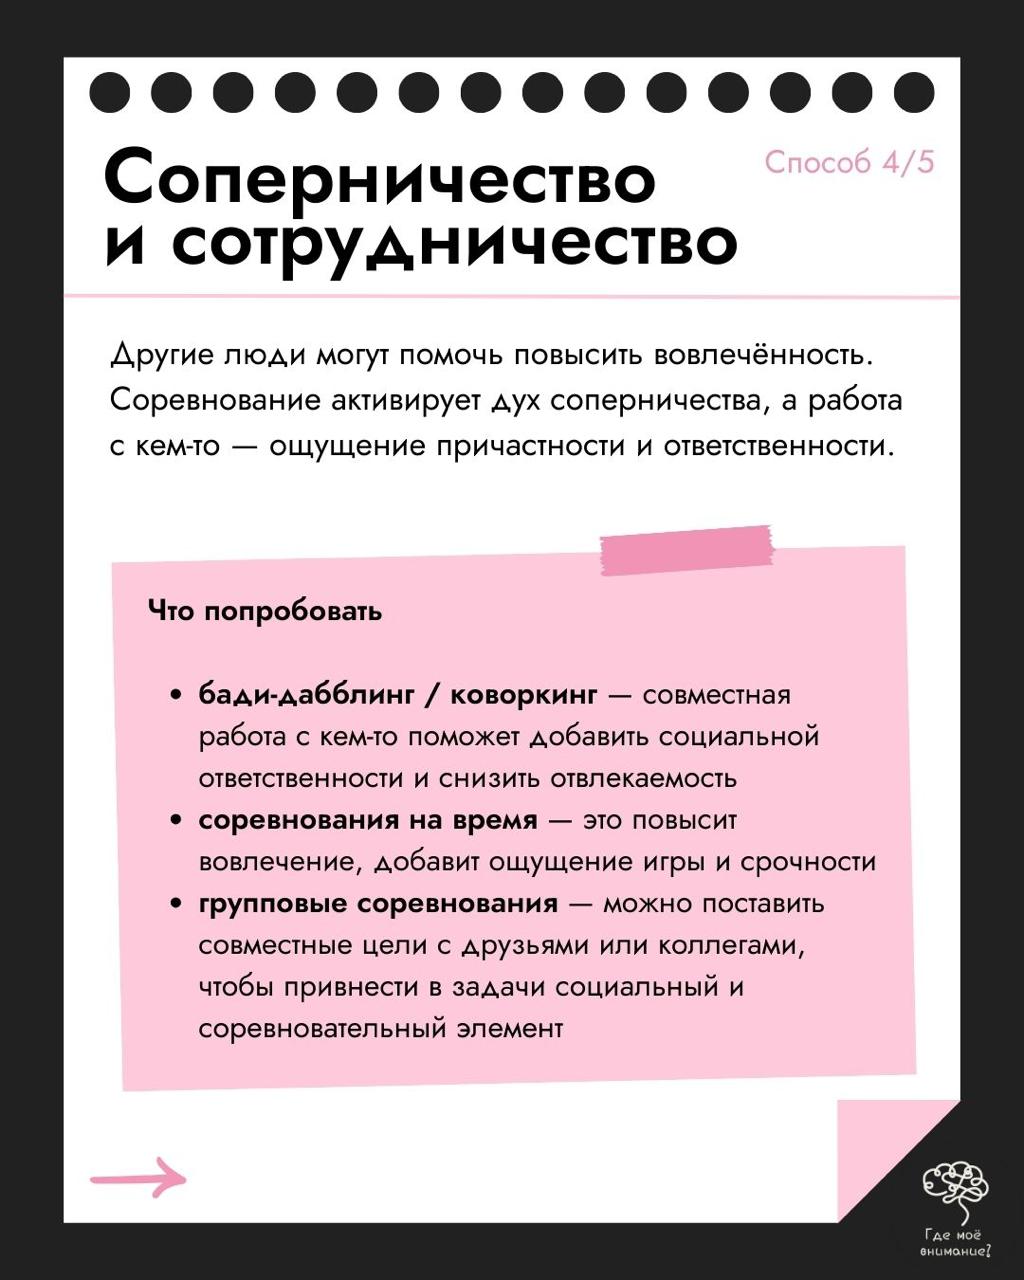 Соперничество
и сотрудничество
Способ 4/5
Другие люди могут помочь повысить вовлечённость.
Соревнование активирует дух соперничества, а работа
с кем-то — ощущение причастности и ответственности.
Что попробовать
• бади-дабблинг / коворкинг — совместная
работа с кем-то поможет добавить социальной
ответственности и снизить отвлекаемость
• соревнования на время — это повысит
вовлечение, добавит ощущение игры и срочности
• групповые соревнования — можно поставить
совместные цели с друзьями или коллегами,
чтобы привнести в задачи социальный и
соревновательный элемент
Где моё
внимание?